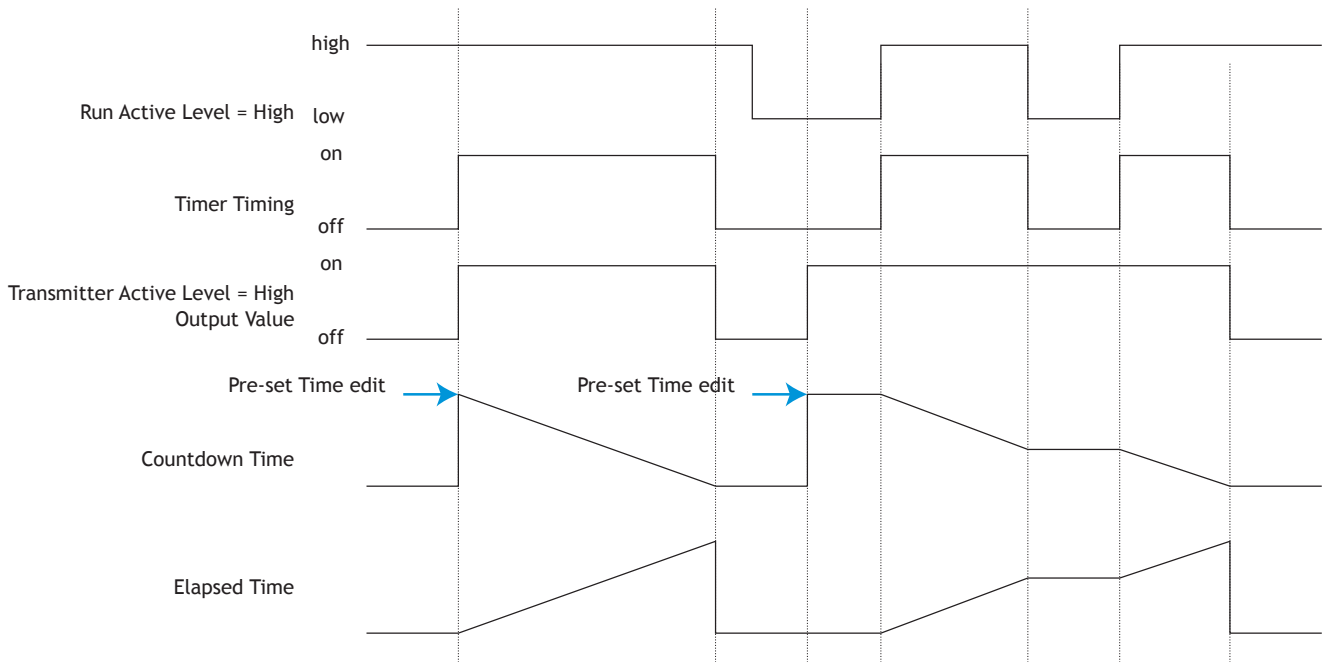 high
Run Active Level = High
low
on
Timer Timing
off
on
Transmitter Active Level = High
Output Value
off
Pre-set Time edit
Pre-set Time edit
Countdown Time
Elapsed Time